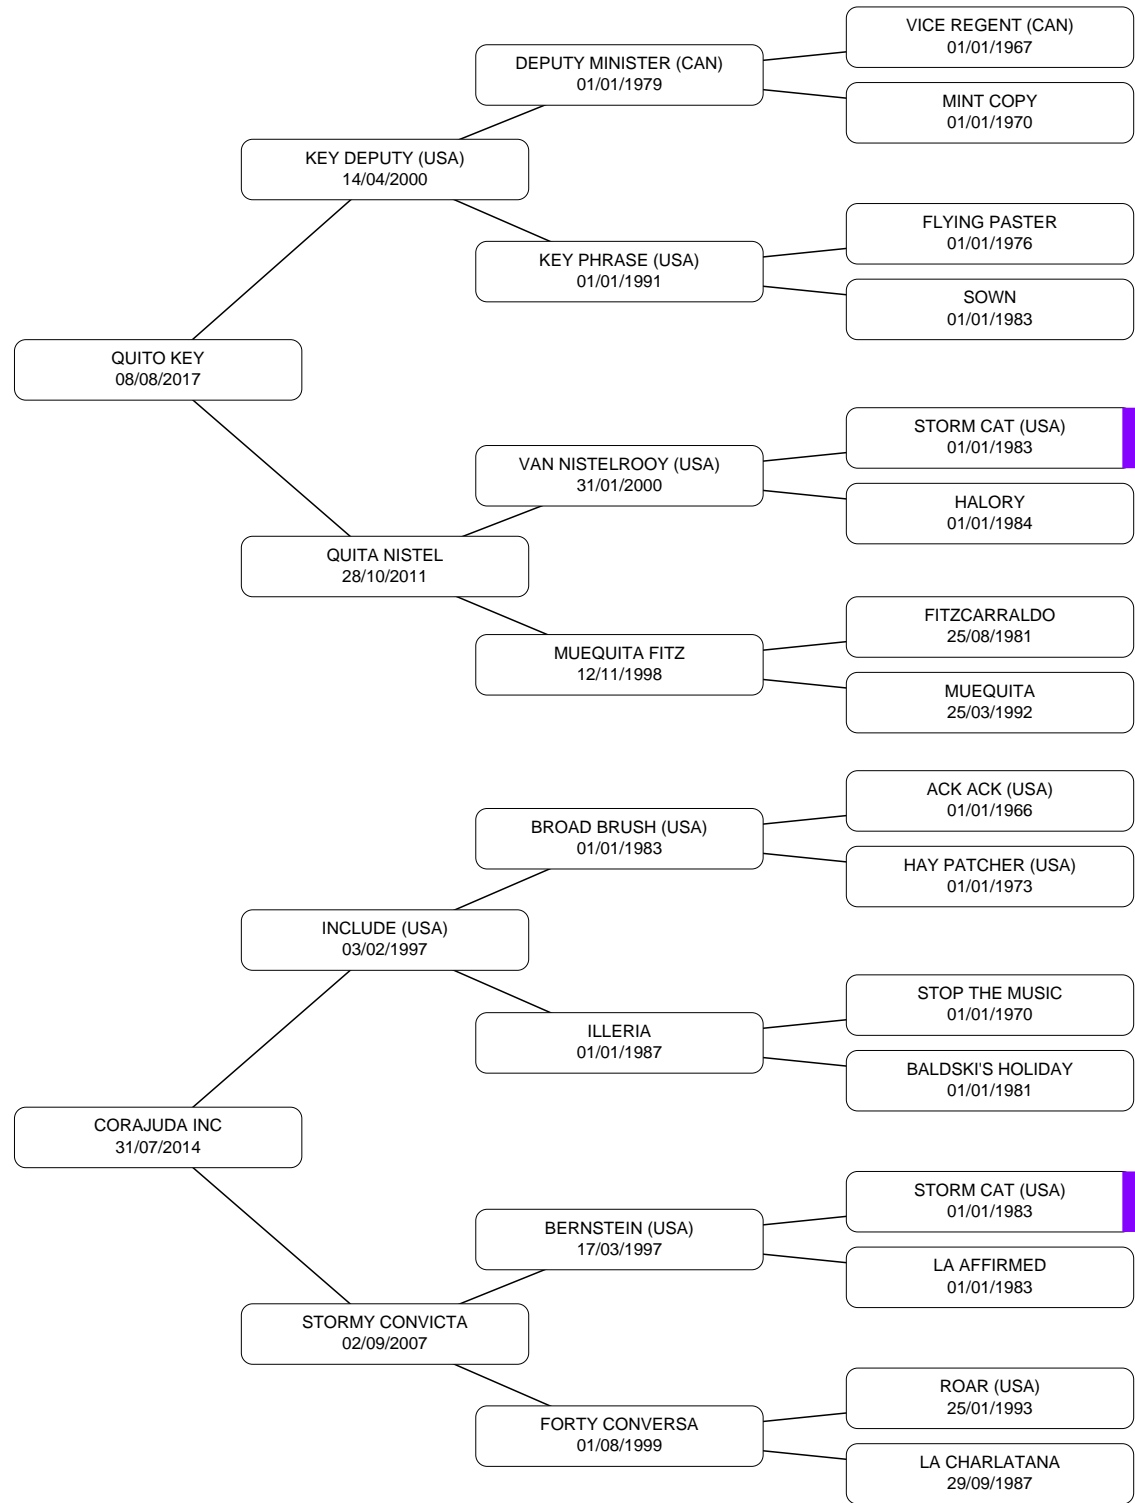 VICE REGENT (CAN)
01/01/1967
DEPUTY MINISTER (CAN)
01/01/1979
MINT COPY
01/01/1970
KEY DEPUTY (USA)
14/04/2000
FLYING PASTER
01/01/1976
KEY PHRASE (USA)
01/01/1991
SOWN
01/01/1983
QUITO KEY
08/08/2017
STORM CAT (USA)
01/01/1983
VAN NISTELROOY (USA)
31/01/2000
HALORY
01/01/1984
QUITA NISTEL
28/10/2011
FITZCARRALDO
25/08/1981
MUEQUITA FITZ
12/11/1998
MUEQUITA
25/03/1992
ACK ACK (USA)
01/01/1966
BROAD BRUSH (USA)
01/01/1983
HAY PATCHER (USA)
01/01/1973
INCLUDE (USA)
03/02/1997
STOP THE MUSIC
01/01/1970
ILLERIA
01/01/1987
BALDSKI'S HOLIDAY
01/01/1981
CORAJUDA INC
31/07/2014
STORM CAT (USA)
01/01/1983
BERNSTEIN (USA)
17/03/1997
LA AFFIRMED
01/01/1983
STORMY CONVICTA
02/09/2007
ROAR (USA)
25/01/1993
FORTY CONVERSA
01/08/1999
LA CHARLATANA
29/09/1987